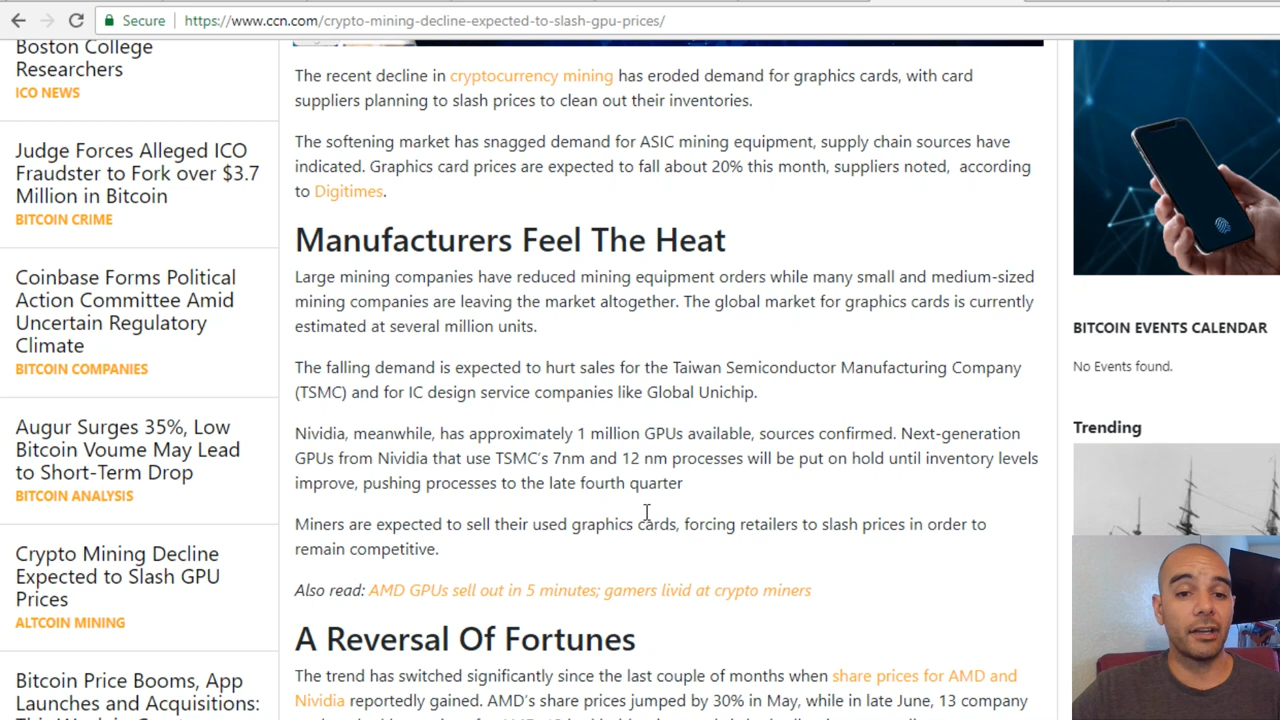 Secure
https://www.ccn.com/crypto-mining-decline-expected-to-slash-gpu-prices/
Boston College
Researchers
ICO NEWS
Judge Forces Alleged ICO
Fraudster to Fork over $3.7
Million in Bitcoin
BITCOIN CRIME
Coinbase Forms Political
Action Committee Amid
Uncertain Regulatory
Climate
BITCOIN COMPANIES
Augur Surges 35%, Low
Bitcoin Voume May Lead
to Short-Term Drop
BITCOIN ANALYSIS
Crypto Mining Decline
Expected to Slash GPU
Prices
ALTCOIN MINING
Bitcoin Price Booms, App
Launches and Acquisitions:
The recent decline in cryptocurrency mining has eroded demand for graphics cards, with card
suppliers planning to slash prices to clean out their inventories.
The softening market has snagged demand for ASIC mining equipment, supply chain sources have
indicated. Graphics card prices are expected to fall about 20% this month, suppliers noted,  according
to Digitimes.
Manufacturers Feel The Heat
Large mining companies have reduced mining equipment orders while many small and medium-sized
mining companies are leaving the market altogether. The global market for graphics cards is currently
estimated at several million units.
The falling demand is expected to hurt sales for the Taiwan Semiconductor Manufacturing Company
(TSMC) and for IC design service companies like Global Unichip.
Nividia, meanwhile, has approximately 1 million GPUs available, sources confirmed. Next-generation
GPUs from Nividia that use TSMC's 7nm and 12 nm processes will be put on hold until inventory levels
improve, pushing processes to the late fourth quarter
Miners are expected to sell their used graphics cards, forcing retailers to slash prices in order to
remain competitive.
Also read: AMD GPUs sell out in 5 minutes; gamers livid at crypto miners
A Reversal Of Fortunes
The trend has switched significantly since the last couple of months when share prices for AMD and
Nividia reportedly gained. AMD's share prices jumped by 30% in May, while in late June, 13 company
BITCOIN EVENTS CALENDAR
No Events found.
Trending